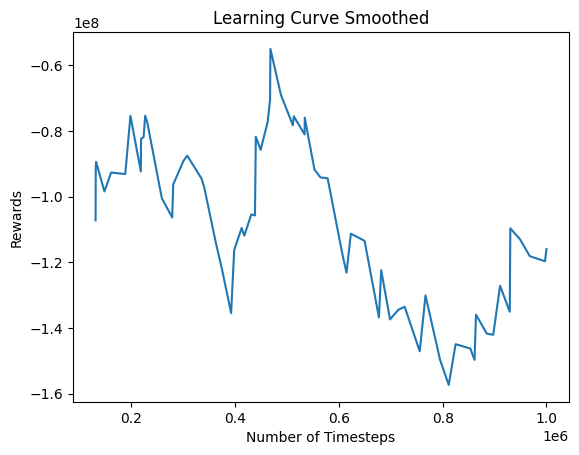 Learning Curve Smoothed
1e8
−0.6
−0.8
−1.0
−1.2
−1.4
−1.6
Rewards
0.2 0.4 0.6 0.8 1.0
1e6
Number of Timesteps